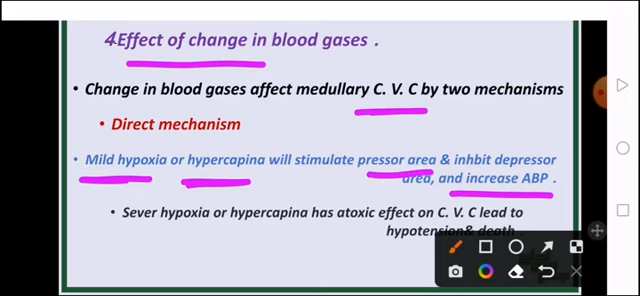 4Effect of change in blood gases .
• Change in blood gases affect medullary C. V. C by two mechanisms
• Direct mechanism
• Mild hypoxia or hypercapina will stimulate pressor area & inhbit depressor
area, and increase ABP .
• Sever hypoxia or hypercapina has atoxic effect on C. V. C lead to
hypotension& death .